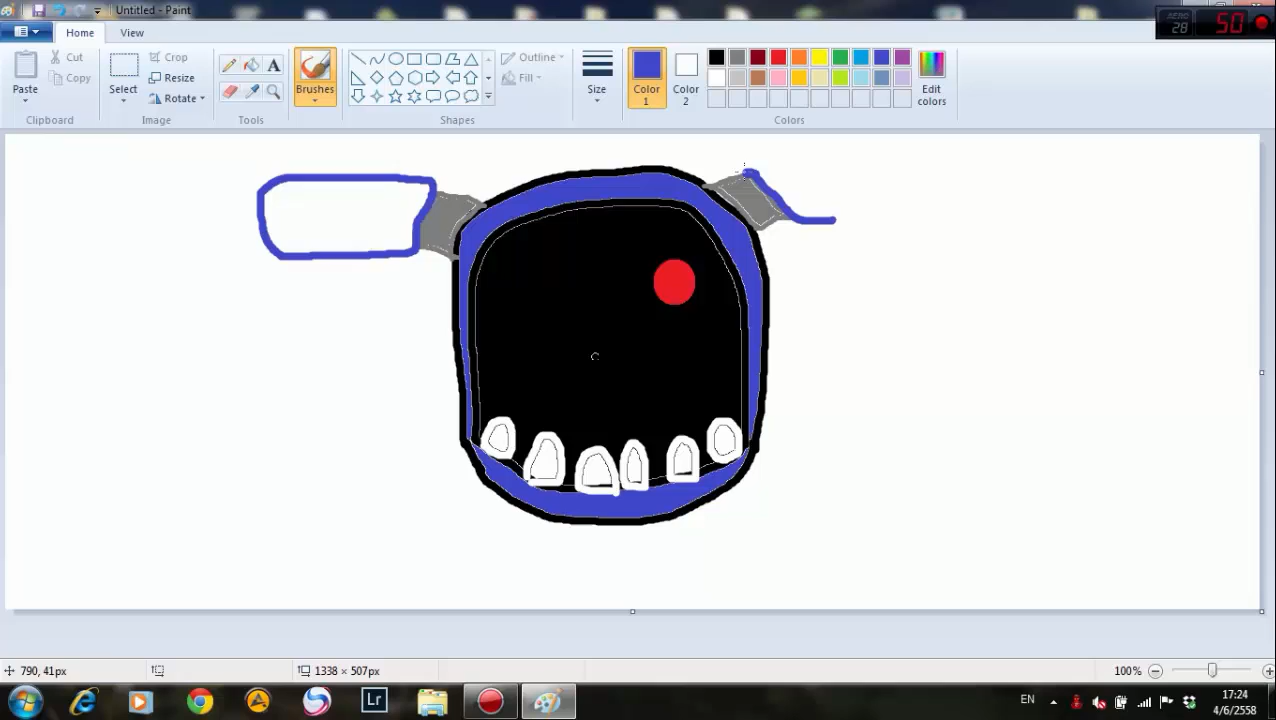 Untitled - Paint
Home View
AERO
28
50
Paste
Cut
Copy
Clipboard
Select
Crop
Resize
Rotate
Image
A
Tools
Brushes
Outline
Fill
Shapes
Size
Color
1
Color
2
Edit
colors
Colors
790, 41px
1338 × 507px
100%
Lr
EN
17:24
4/6/2558